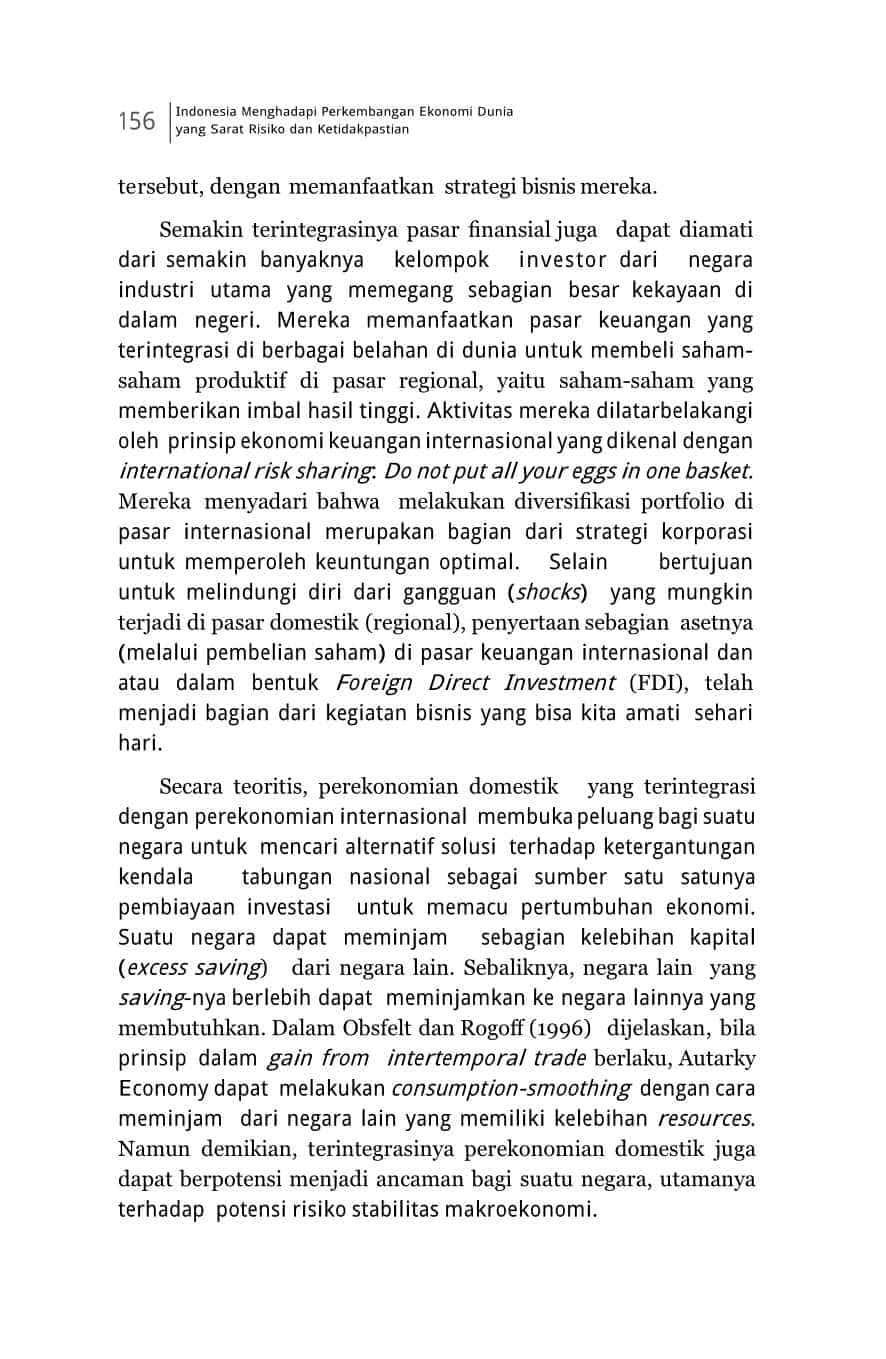 156
Indonesia Menghadapi Perkembangan Ekonomi Dunia
yang Sarat Risiko dan Ketidakpastian
tersebut, dengan memanfaatkan strategi bisnis mereka.
Semakin terintegrasinya pasar finansial juga dapat diamati
dari semakin banyaknya kelompok investor dari negara
industri utama yang memegang sebagian besar kekayaan di
dalam negeri. Mereka memanfaatkan pasar keuangan yang
terintegrasi di berbagai belahan di dunia untuk membeli saham-
saham produktif di pasar regional, yaitu saham-saham yang
memberikan imbal hasil tinggi. Aktivitas mereka dilatarbelakangi
oleh prinsip ekonomi keuangan internasional yang dikenal dengan
international risk sharing: Do not put all your eggs in one basket.
Mereka menyadari bahwa melakukan diversifikasi portfolio di
pasar internasional merupakan bagian dari strategi korporasi
untuk memperoleh keuntungan optimal. Selain bertujuan
untuk melindungi diri dari gangguan (shocks) yang mungkin
terjadi di pasar domestik (regional), penyertaan sebagian asetnya
(melalui pembelian saham) di pasar keuangan internasional dan
atau dalam bentuk Foreign Direct Investment (FDI), telah
menjadi bagian dari kegiatan bisnis yang bisa kita amati sehari
hari.
Secara teoritis, perekonomian domestik yang terintegrasi
dengan perekonomian internasional membuka peluang bagi suatu
negara untuk mencari alternatif solusi terhadap ketergantungan
kendala tabungan nasional sebagai sumber satu satunya
pembiayaan investasi untuk memacu pertumbuhan ekonomi.
Suatu negara dapat meminjam sebagian kelebihan kapital
(excess saving) dari negara lain. Sebaliknya, negara lain yang
saving-nya berlebih dapat meminjamkan ke negara lainnya yang
membutuhkan. Dalam Obsfelt dan Rogoff (1996) dijelaskan, bila
prinsip dalam gain from intertemporal trade berlaku, Autarky
Economy dapat melakukan consumption-smoothing dengan cara
meminjam dari negara lain yang memiliki kelebihan resources.
Namun demikian, terintegrasinya perekonomian domestik juga
dapat berpotensi menjadi ancaman bagi suatu negara, utamanya
terhadap potensi risiko stabilitas makroekonomi.